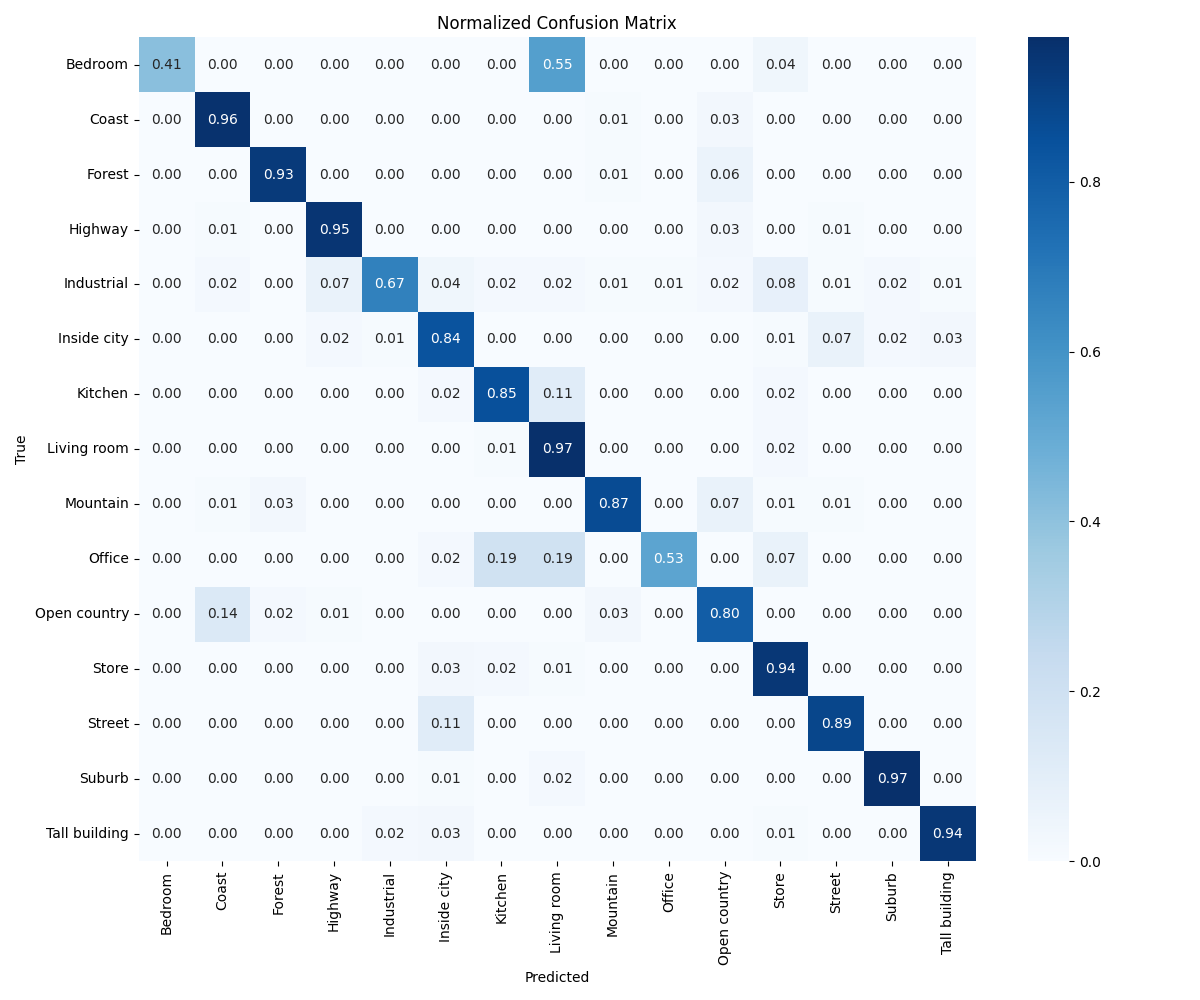 Normalized Confusion Matrix
Bedroom 0.41 0.00 0.00 0.00 0.00 0.00 0.00 0.55 0.00 0.00 0.00 0.04 0.00 0.00 0.00
Coast 0.00 0.96 0.00 0.00 0.00 0.00 0.00 0.00 0.01 0.00 0.03 0.00 0.00 0.00 0.00
Forest 0.00 0.00 0.93 0.00 0.00 0.00 0.00 0.00 0.01 0.00 0.06 0.00 0.00 0.00 0.00
Highway 0.00 0.01 0.00 0.95 0.00 0.00 0.00 0.00 0.00 0.00 0.03 0.00 0.01 0.00 0.00
Industrial 0.00 0.02 0.00 0.07 0.67 0.04 0.02 0.02 0.01 0.01 0.02 0.08 0.01 0.02 0.01
Inside city 0.00 0.00 0.00 0.02 0.01 0.84 0.00 0.00 0.00 0.00 0.00 0.01 0.07 0.02 0.03
Kitchen 0.00 0.00 0.00 0.00 0.00 0.02 0.85 0.11 0.00 0.00 0.00 0.02 0.00 0.00 0.00
Living room 0.00 0.00 0.00 0.00 0.00 0.00 0.01 0.97 0.00 0.00 0.00 0.02 0.00 0.00 0.00
Mountain 0.00 0.01 0.03 0.00 0.00 0.00 0.00 0.00 0.87 0.00 0.07 0.01 0.01 0.00 0.00
Office 0.00 0.00 0.00 0.00 0.00 0.02 0.19 0.19 0.00 0.53 0.00 0.07 0.00 0.00 0.00
Open country 0.00 0.14 0.02 0.01 0.00 0.00 0.00 0.00 0.03 0.00 0.80 0.00 0.00 0.00 0.00
Store 0.00 0.00 0.00 0.00 0.00 0.03 0.02 0.01 0.00 0.00 0.00 0.94 0.00 0.00 0.00
Street 0.00 0.00 0.00 0.00 0.00 0.11 0.00 0.00 0.00 0.00 0.00 0.00 0.89 0.00 0.00
Suburb 0.00 0.00 0.00 0.00 0.00 0.01 0.00 0.02 0.00 0.00 0.00 0.00 0.00 0.97 0.00
Tall building 0.00 0.00 0.00 0.00 0.02 0.03 0.00 0.00 0.00 0.00 0.00 0.01 0.00 0.00 0.94
True
Bedroom Coast Forest Highway Industrial Inside city Kitchen Living room Mountain Office Open country Store Street Suburb Tall building
Predicted
0.8
0.6
0.4
0.2
0.0